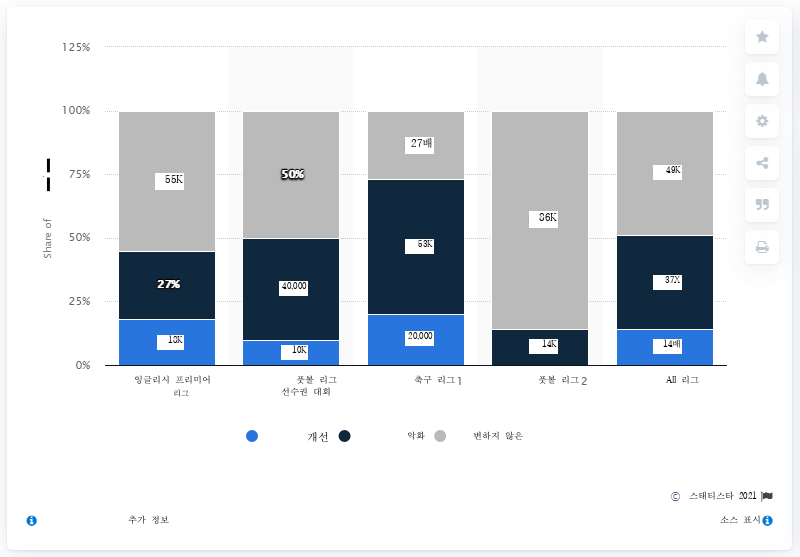 125%
100%
75%
50%
25%
0%
Share of
55K
27%
18K
50%
40,000
10K
27배
53K
20,000
86K
14K
49K
37X
14배
잉글리시 프리미어
리그
풋볼 리그
선수권 대회
축구 리그 1
풋볼 리그 2
All 리그
개선
악화
변하지 않은
© 스태티스타 2021
추가 정보
소스 표시